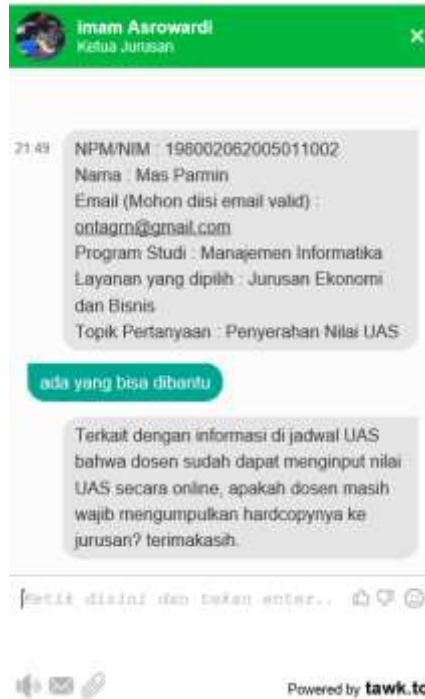 Imam Asrowardi
Ketua Jurusan
21:49
NPM/NIM : 198002062005011002
Nama : Mas Parmin
Email (Mohon diisi email valid) :
ontagrn@gmail.com
Program Studi : Manajemen Informatika
Layanan yang dipilih : Jurusan Ekonomi
dan Bisnis
Topik Pertanyaan : Penyerahan Nilai UAS
ada yang bisa dibantu
Terkait dengan informasi di jadwal UAS
bahwa dosen sudah dapat menginput nilai
UAS secara online, apakah dosen masih
wajib mengumpulkan hardcopynya ke
jurusan? terimakasih.
Ketik disini dan tekan enter..
Powered by tawk.to